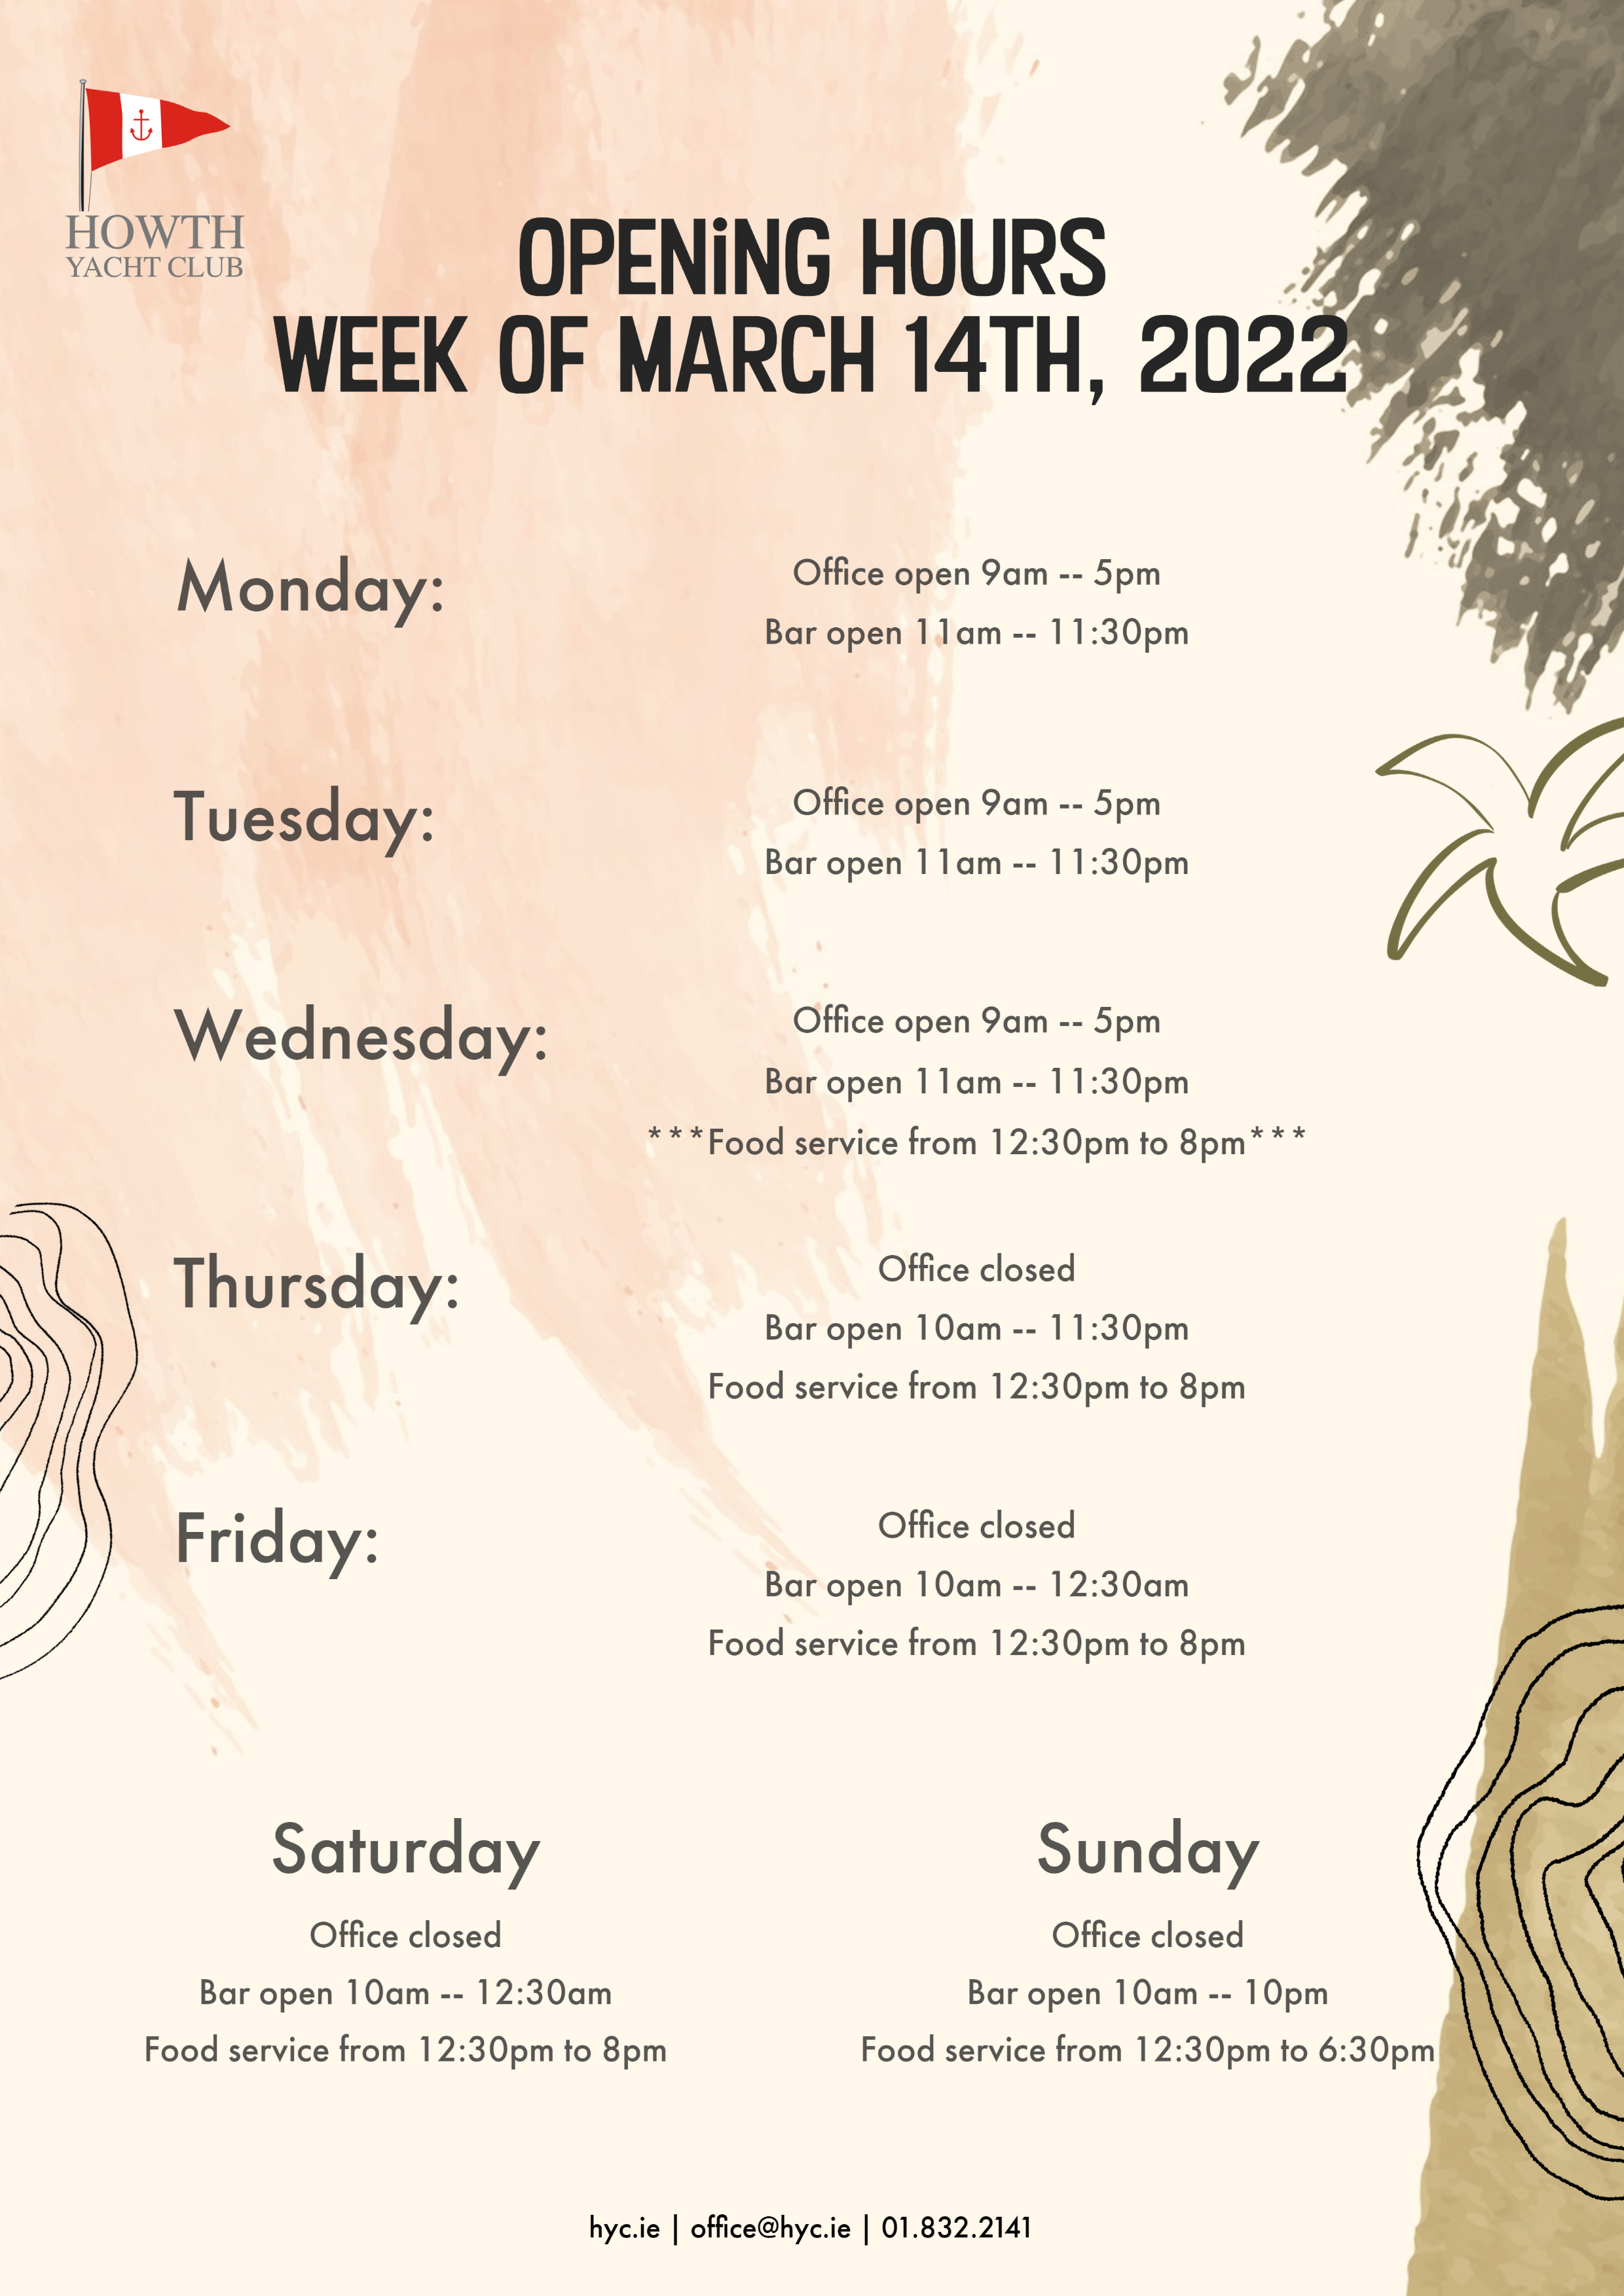 HOWTH
YACHT CLUB
OPENiNG HOURS
WEEK OF MARCH 14TH, 2022
Monday:
Office open 9am -- 5pm
Bar open 11am -- 11:30pm
Tuesday:
Office open 9am -- 5pm
Bar open 11am -- 11:30pm
Wednesday:
Office open 9am -- 5pm
Bar open 11am -- 11:30pm
***Food service from 12:30pm to 8pm***
Thursday:
Office closed
Bar open 10am -- 11:30pm
Food service from 12:30pm to 8pm
Friday:
Office closed
Bar open 10am -- 12:30am
Food service from 12:30pm to 8pm
Saturday
Office closed
Bar open 10am -- 12:30am
Food service from 12:30pm to 8pm
Sunday
Office closed
Bar open 10am -- 10pm
Food service from 12:30pm to 6:30pm
hyc.ie | office@hyc.ie | 01.832.2141